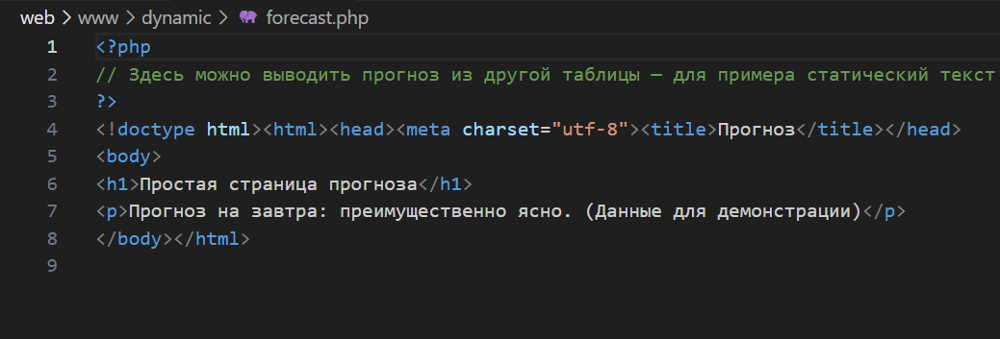 web > www > dynamic > forecast.php
1 <?php
2 // Здесь можно выводить прогноз из другой таблицы — для примера статический текст
3 ?>
4 <!doctype html><html><head><meta charset="utf-8"><title>Прогноз</title></head>
5 <body>
6 <h1>Простая страница прогноза</h1>
7 <p>Прогноз на завтра: преимущественно ясно. (Данные для демонстрации)</p>
8 </body></html>
9